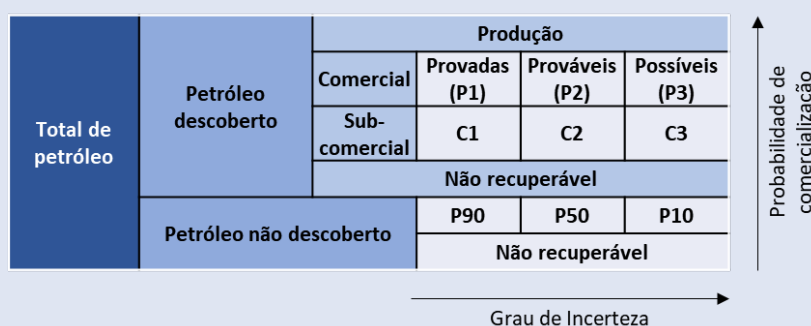 Total de
petróleo
Petróleo
descoberto
Produção
Comercial
Provadas
(P1)
Prováveis
(P2)
Possíveis
(P3)
Sub-
comercial
C1
C2
C3
Não recuperável
Petróleo não descoberto
P90
P50
P10
Não recuperável
Grau de Incerteza
Probabilidade de
comercialização